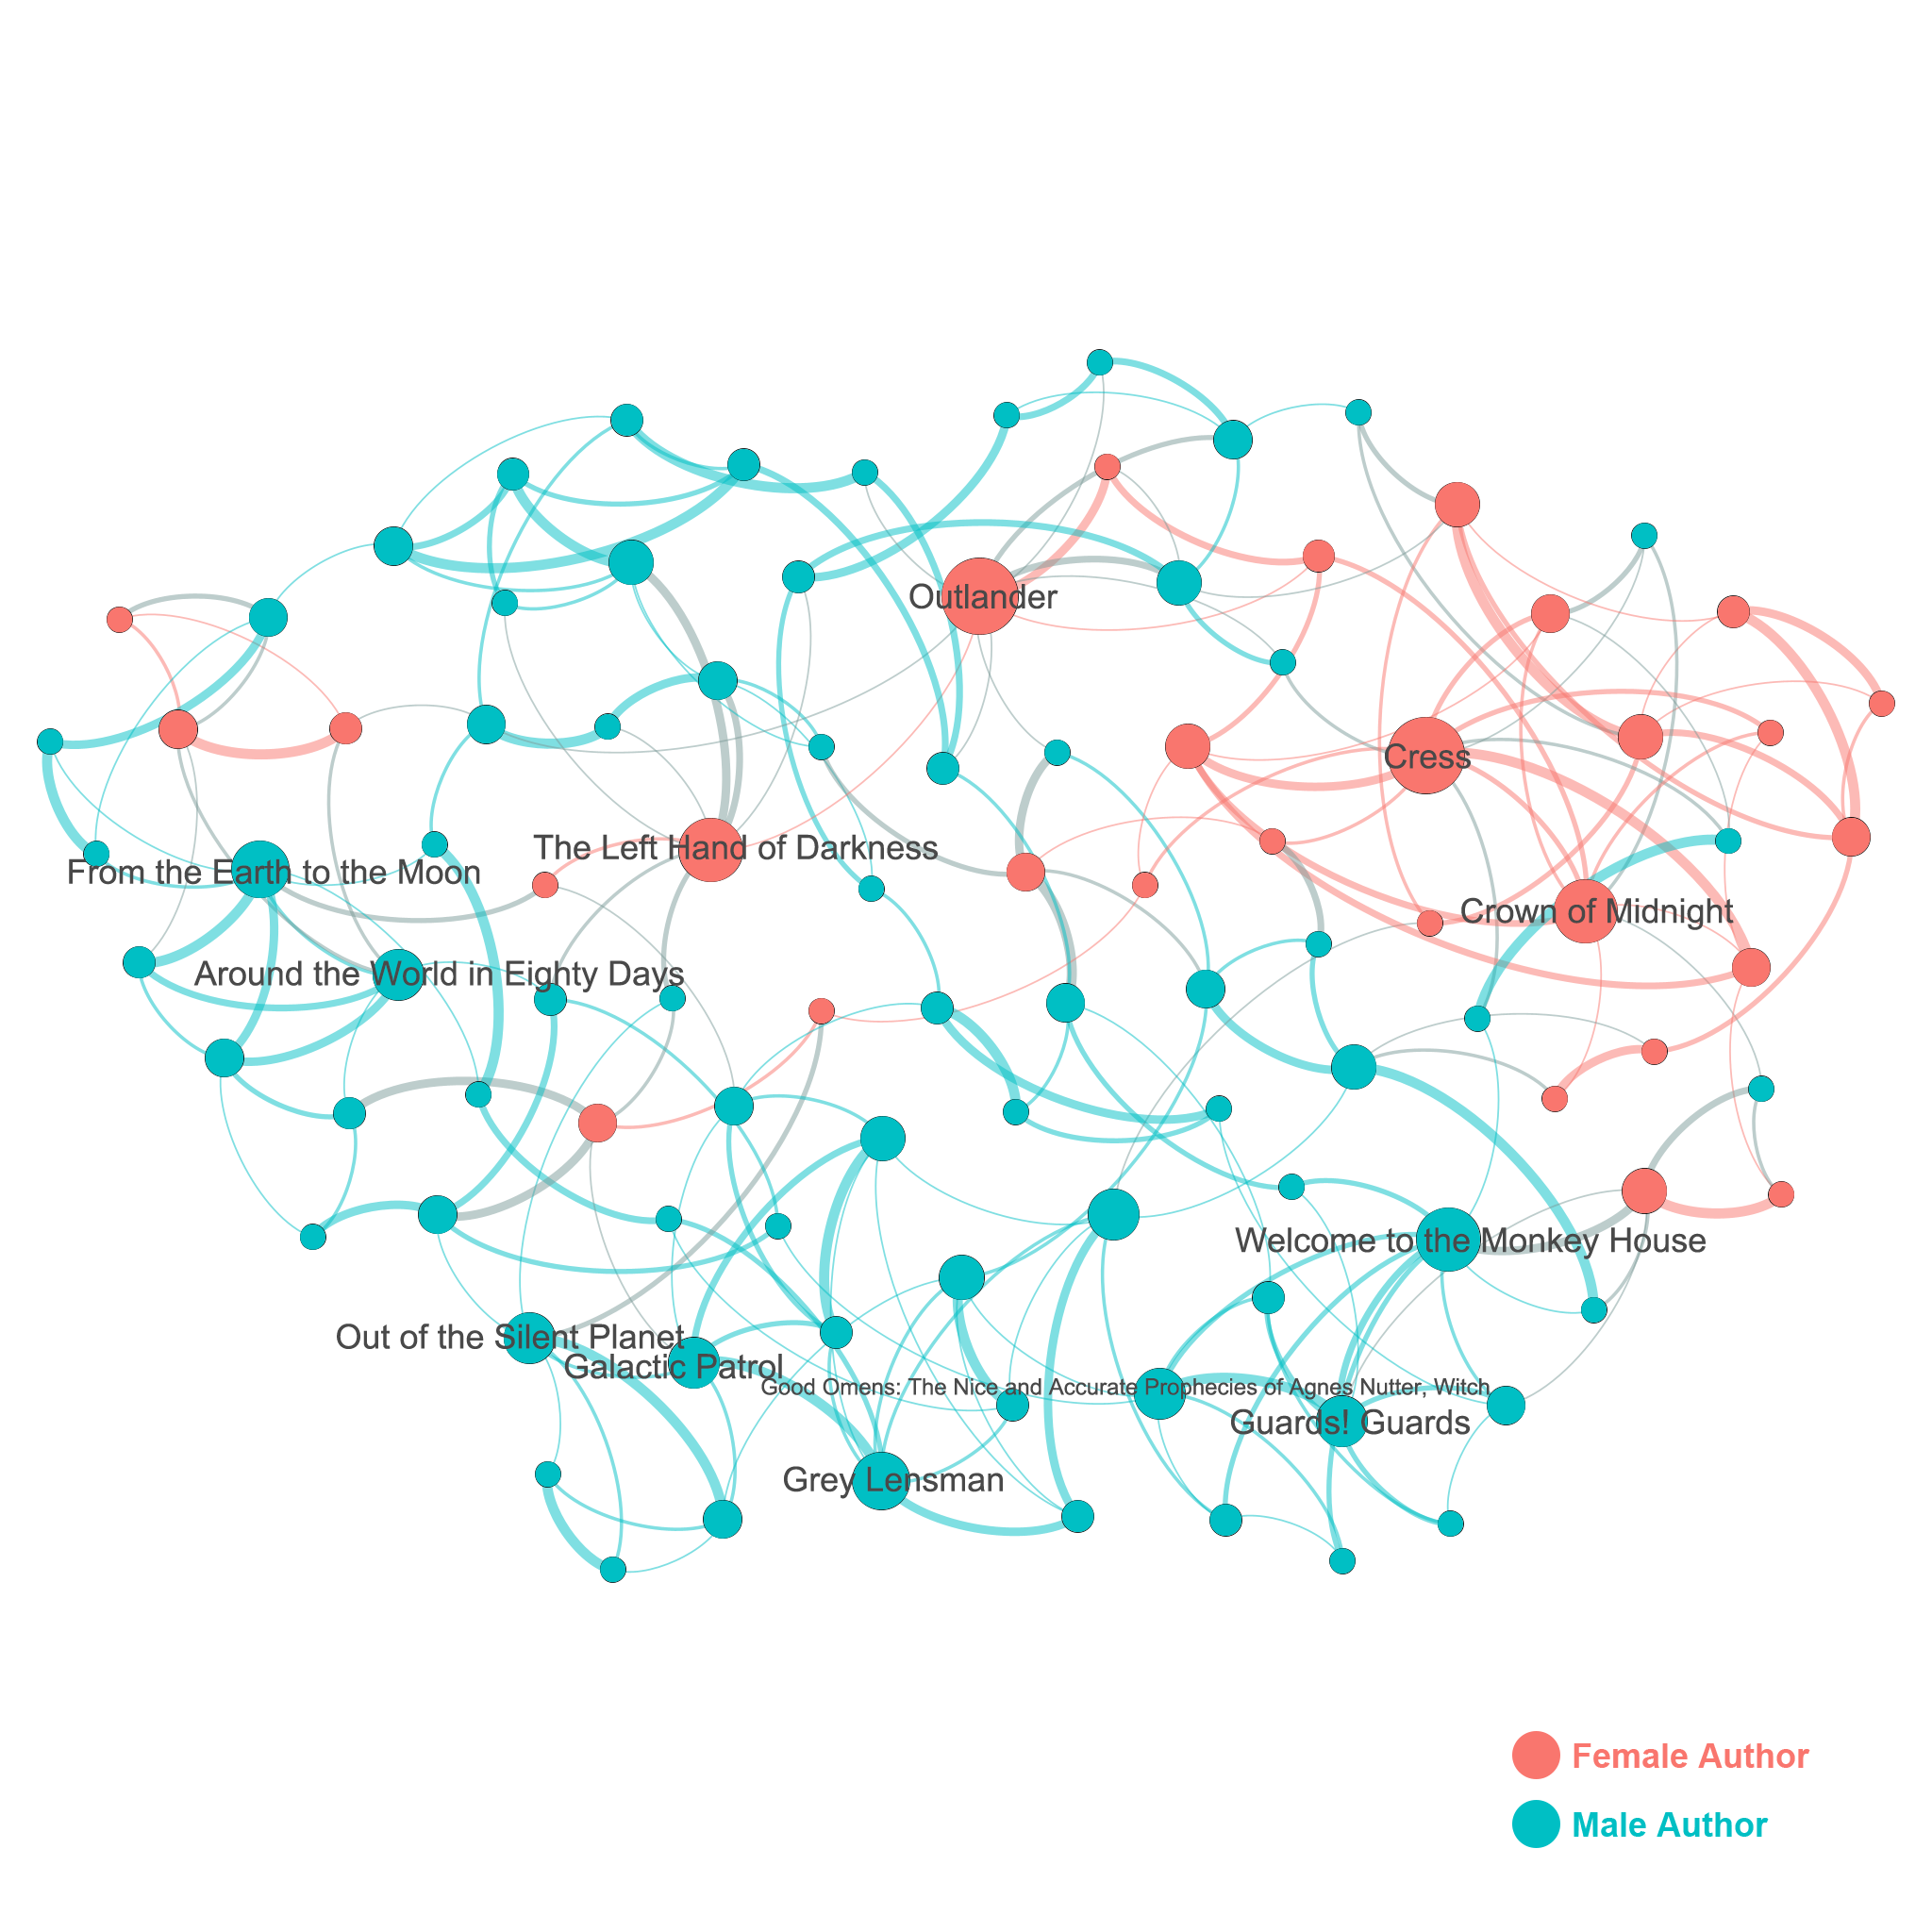 Outlander
Cress
The Left Hand of Darkness
From the Earth to the Moon
Crown of Midnight
Around the World in Eighty Days
Welcome to the Monkey House
Out of the Silent Planet
Galactic Patrol
Good Omens: The Nice and Accurate Prophecies of Agnes Nutter, Witch
Guards! Guards
Grey Lensman
Female Author
Male Author